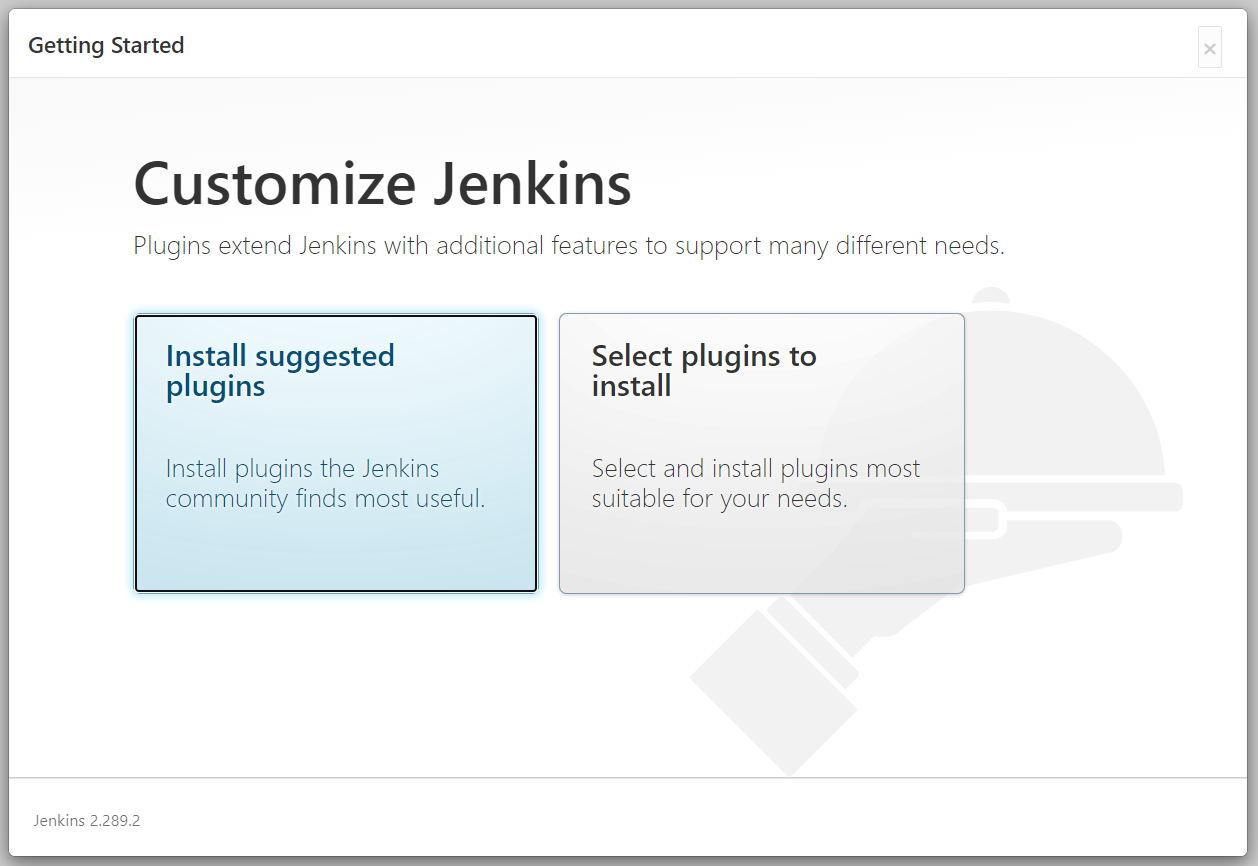 Getting Started
×
Customize Jenkins
Plugins extend Jenkins with additional features to support many different needs.
Install suggested
plugins
Install plugins the Jenkins
community finds most useful.
Select plugins to
install
Select and install plugins most
suitable for your needs.
Jenkins 2.289.2